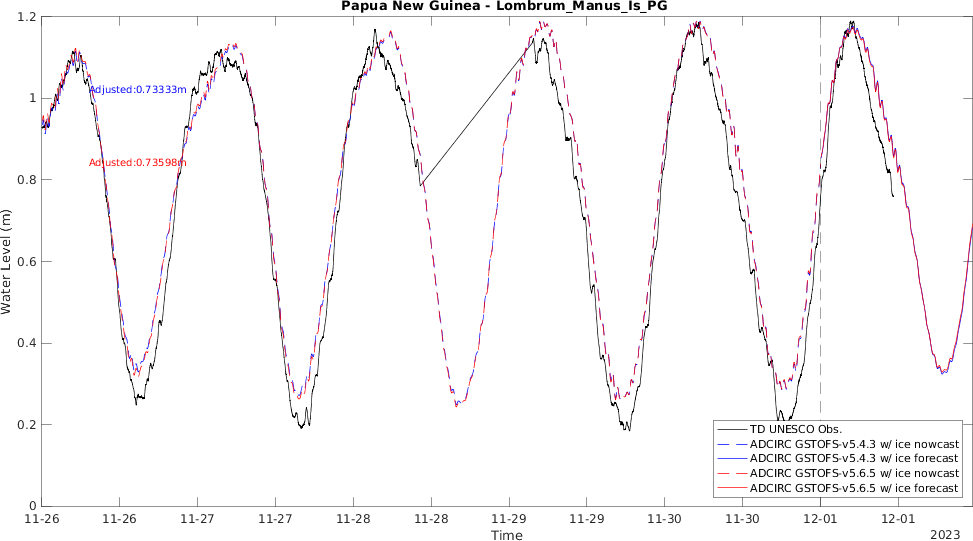 Papua New Guinea - Lombrum_Manus_Is_PG
1.2
1
0.8
0.6
0.4
0.2
0
Water Level (m)
Adjusted:0.73333m
Adjusted:0.73598m
TD UNESCO Obs.
ADCIRC GSTOFS-v5.4.3 w/ ice nowcast
ADCIRC GSTOFS-v5.4.3 w/ ice forecast
ADCIRC GSTOFS-v5.6.5 w/ ice nowcast
ADCIRC GSTOFS-v5.6.5 w/ ice forecast
11-26 11-26 11-27 11-27 11-28 11-28 11-29 11-29 11-30 11-30 12-01 12-01
Time
2023